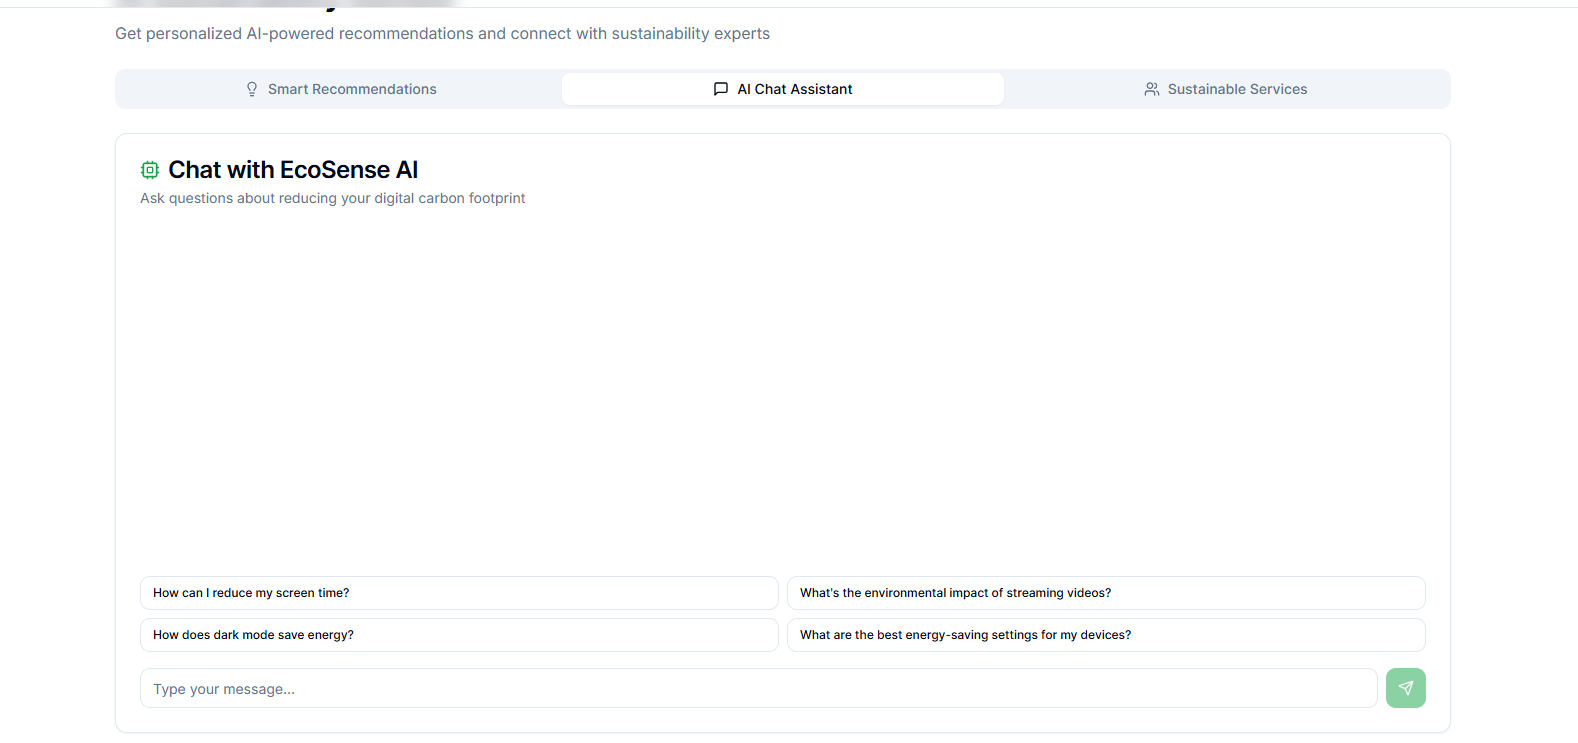 Get personalized AI-powered recommendations and connect with sustainability experts
Smart Recommendations
AI Chat Assistant
Sustainable Services
Chat with EcoSense AI
Ask questions about reducing your digital carbon footprint
How can I reduce my screen time?
What's the environmental impact of streaming videos?
How does dark mode save energy?
What are the best energy-saving settings for my devices?
Type your message...